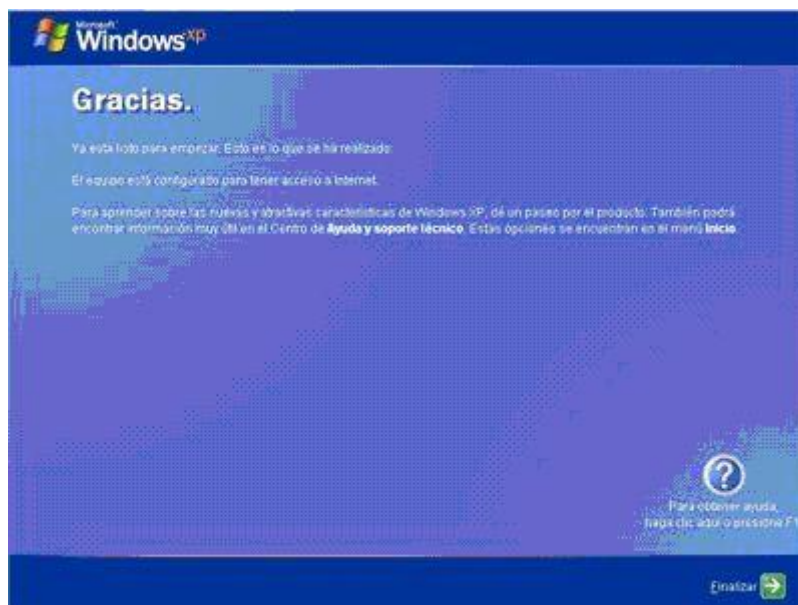 Microsoft
Windows xp
Gracias.
Ya está listo para empezar. Esto es lo que se ha realizado:
El equipo está configurado para tener acceso a Internet.
Para aprender sobre las nuevas y atractivas características de Windows XP, dé un paseo por el producto. También podrá
encontrar información muy útil en el Centro de Ayuda y soporte técnico. Estas opciones se encuentran en el menú Inicio.
Para obtener ayuda,
haga clic aquí o presione F1
Finalizar